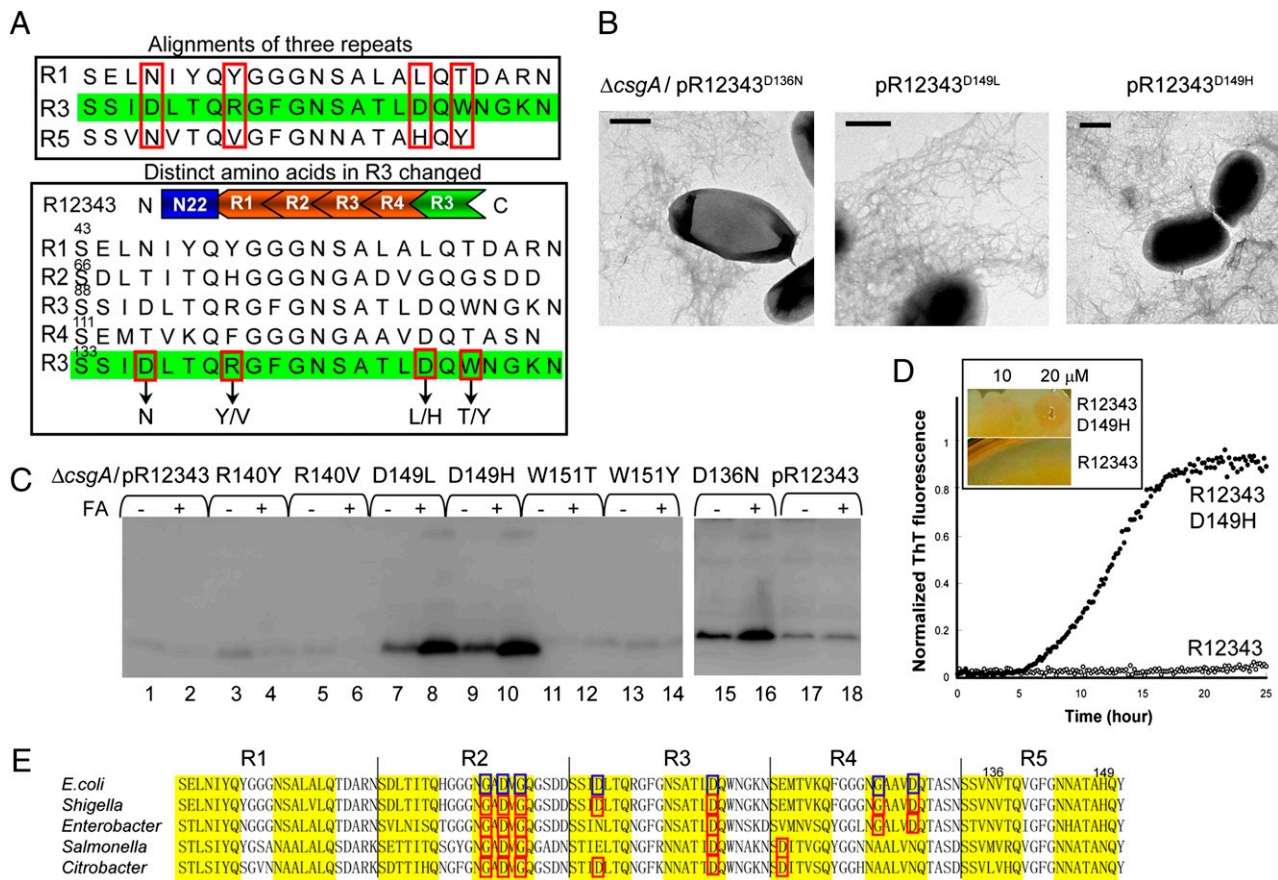 A
Alignments of three repeats
R1 S E L N I Y Q Y G G G N S A L A L Q T D A R N
R3 S S I D L T Q R G F G N S A T L D Q W N G K N
R5 S S V N V T Q V G F G N N A T A H Q Y
Distinct amino acids in R3 changed
R12343 N N22 R1 R2 R3 R4 R3 C
43
R1 S E L N I Y Q Y G G G N S A L A L Q T D A R N
66
R2 S D L T I T Q H G G G N G A D V G Q G S D D
88
R3 S S I D L T Q R G F G N S A T L D Q W N G K N
111
R4 S E M T V K Q F G G G N G A A V D Q T A S N
133
R3 S S I D L T Q R G F G N S A T L D Q W N G K N
N Y/V L/H T/Y
B
ΔcsgA / pR12343D136N pR12343D149L pR12343D149H
C
ΔcsgA/pR12343 R140Y R140V D149L D149H W151T W151Y D136N pR12343
FA - + - + - + - + - + - + - + - + - +
1 2 3 4 5 6 7 8 9 10 11 12 13 14 15 16 17 18
D
10 20 μM
R12343
D149H
R12343
Normalized ThT fluorescence
1
0.8
0.6
0.4
0.2
0
R12343
D149H
R12343
0 5 10 15 20 25
Time (hour)
E
R1 R2 R3 R4 R5
136 149
E.coli SELNIYQYGGGNSALALQTDARNSDLTITQHGGGNGADVGQGSDDSSIDLTQRGFGNSATLDQWNGKNSEMTVKQFGGGNGAAVDQTASNSSVNVTQVGFGNNATAHQY
Shigella SELNIYQYGGGNSALVLQTDARNSDLTITQHGGGNGADVGQGSDDSSIDLTQRGFGNSATLDQWNGKNSEMTVKQFGGGNGAAVDQTASNSSVNVTQVGFGNNATAHQY
Enterobacter STLNIYQNGGGNSALALQTDARNSVLNISQTGGGNGADVGQGSDDSSINLTQNGFGNSATLDQWNSKDSVMNVSQYGGLNGALVDQTASNSTVNVTQIGFGNHATAHQY
Salmonella STLSIYQYGSANAALALQSDARKSETTITQSGYGNGADVGQGADNSTIELTQNGFRNNATIDQWNAKNSDITVGQYGGNNAALVNQTASDSSVMVRQVGFGNNATANQY
Citrobacter STLSIYQSGVNNAALALQSDARKSDTTIHQNGFGNGADVGQGSDDSSIDLTQKGFRNNATTDQWNAKNSDITVSQYGGHNAALVNQTASDSSVLVHQVGFGNNATANQY